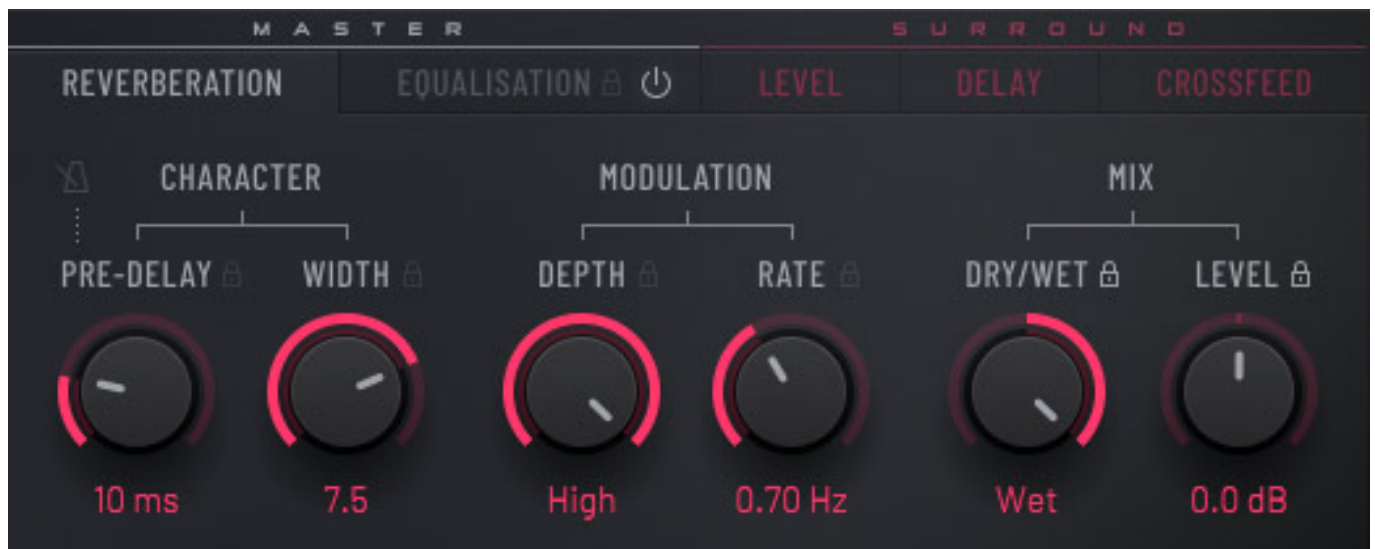 MASTER SURROUND
REVERBERATION EQUALISATION LEVEL DELAY CROSSFEED
CHARACTER MODULATION MIX
PRE-DELAY WIDTH DEPTH RATE DRY/WET LEVEL
10 ms 7.5 High 0.70 Hz Wet 0.0 dB